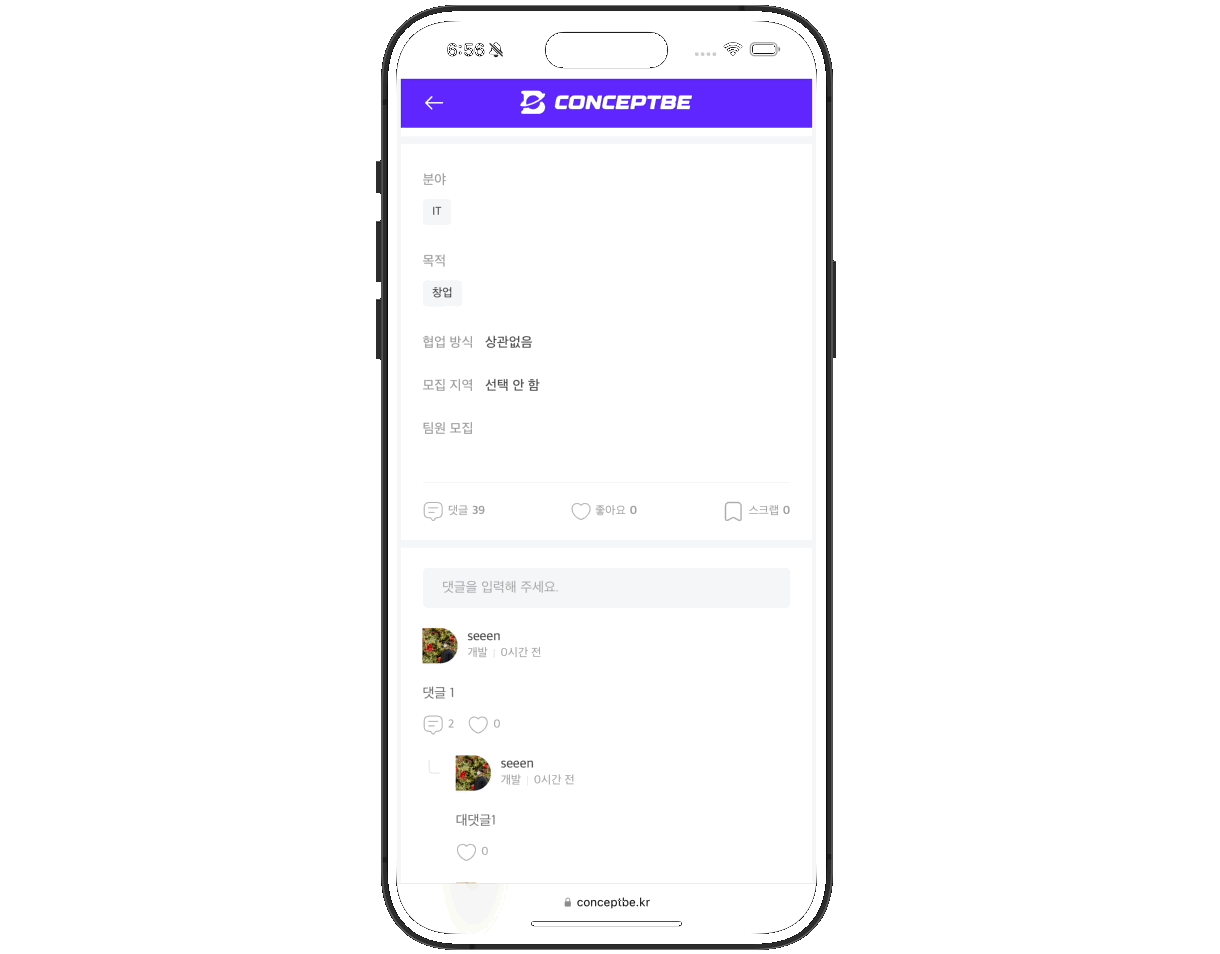 6:56
CONCEPTBE
분야
IT
목적
창업
협업 방식 상관없음
모집 지역 선택 안 함
팀원 모집
댓글 39 좋아요 0 스크랩 0
댓글을 입력해 주세요.
seeen
개발 | 0시간 전
댓글 1
2 0
seeen
개발 | 0시간 전
대댓글1
0
conceptbe.kr